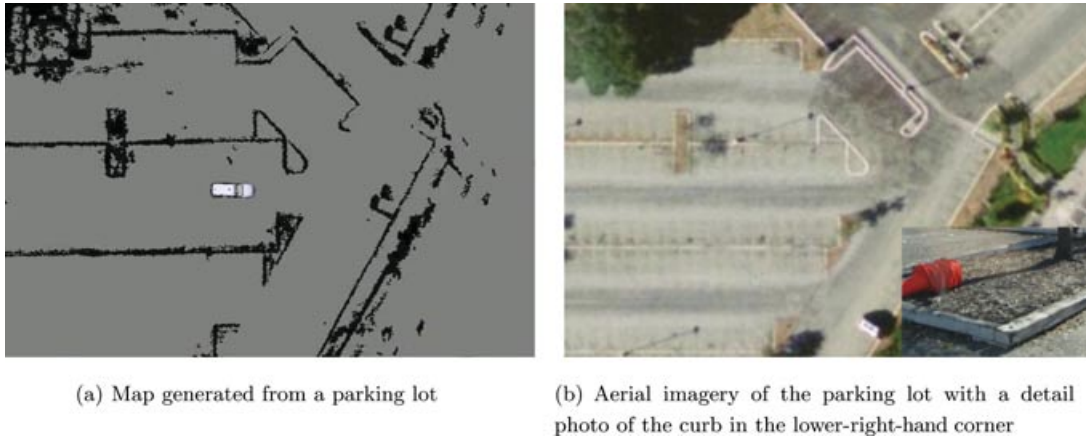 (a) Map generated from a parking lot
(b) Aerial imagery of the parking lot with a detail
photo of the curb in the lower-right-hand corner